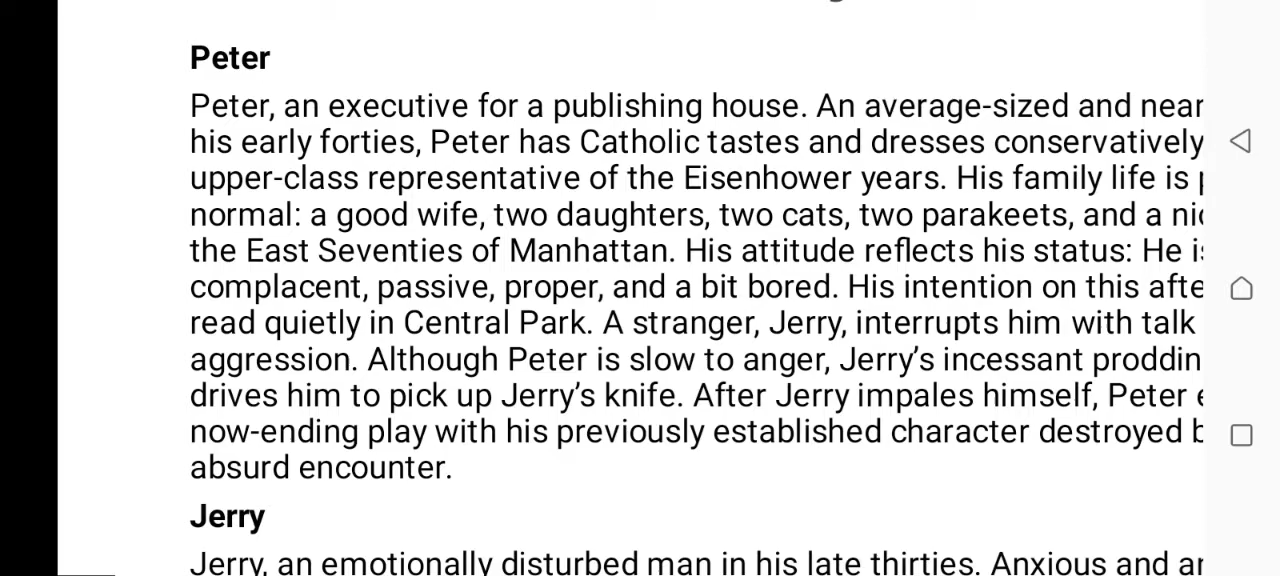 Peter
Peter, an executive for a publishing house. An average-sized and near
his early forties, Peter has Catholic tastes and dresses conservatively
upper-class representative of the Eisenhower years. His family life is
normal: a good wife, two daughters, two cats, two parakeets, and a
the East Seventies of Manhattan. His attitude reflects his status: He
complacent, passive, proper, and a bit bored. His intention on this
read quietly in Central Park. A stranger, Jerry, interrupts him with talk
aggression. Although Peter is slow to anger, Jerry’s incessant
drives him to pick up Jerry’s knife. After Jerry impales himself, Peter
now-ending play with his previously established character destroyed
absurd encounter.
Jerry
Jerry, an emotionally disturbed man in his late thirties. Anxious and